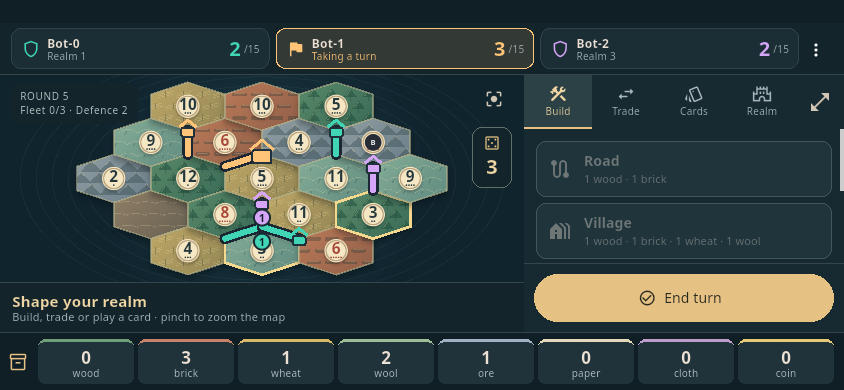 Bot-0
Realm 1
2 /15
Bot-1
Taking a turn
3 /15
Bot-2
Realm 3
2 /15
ROUND 5
Fleet 0/3 · Defence 2
10
10
5
9
6
4
B
2
12
5
11
9
8
1
11
3
4
1
6
3
Build
Trade
Cards
Realm
Road
1 wood · 1 brick
Village
1 wood · 1 brick · 1 wheat · 1 wool
End turn
Shape your realm
Build, trade or play a card · pinch to zoom the map
0
wood
3
brick
1
wheat
2
wool
1
ore
0
paper
0
cloth
0
coin